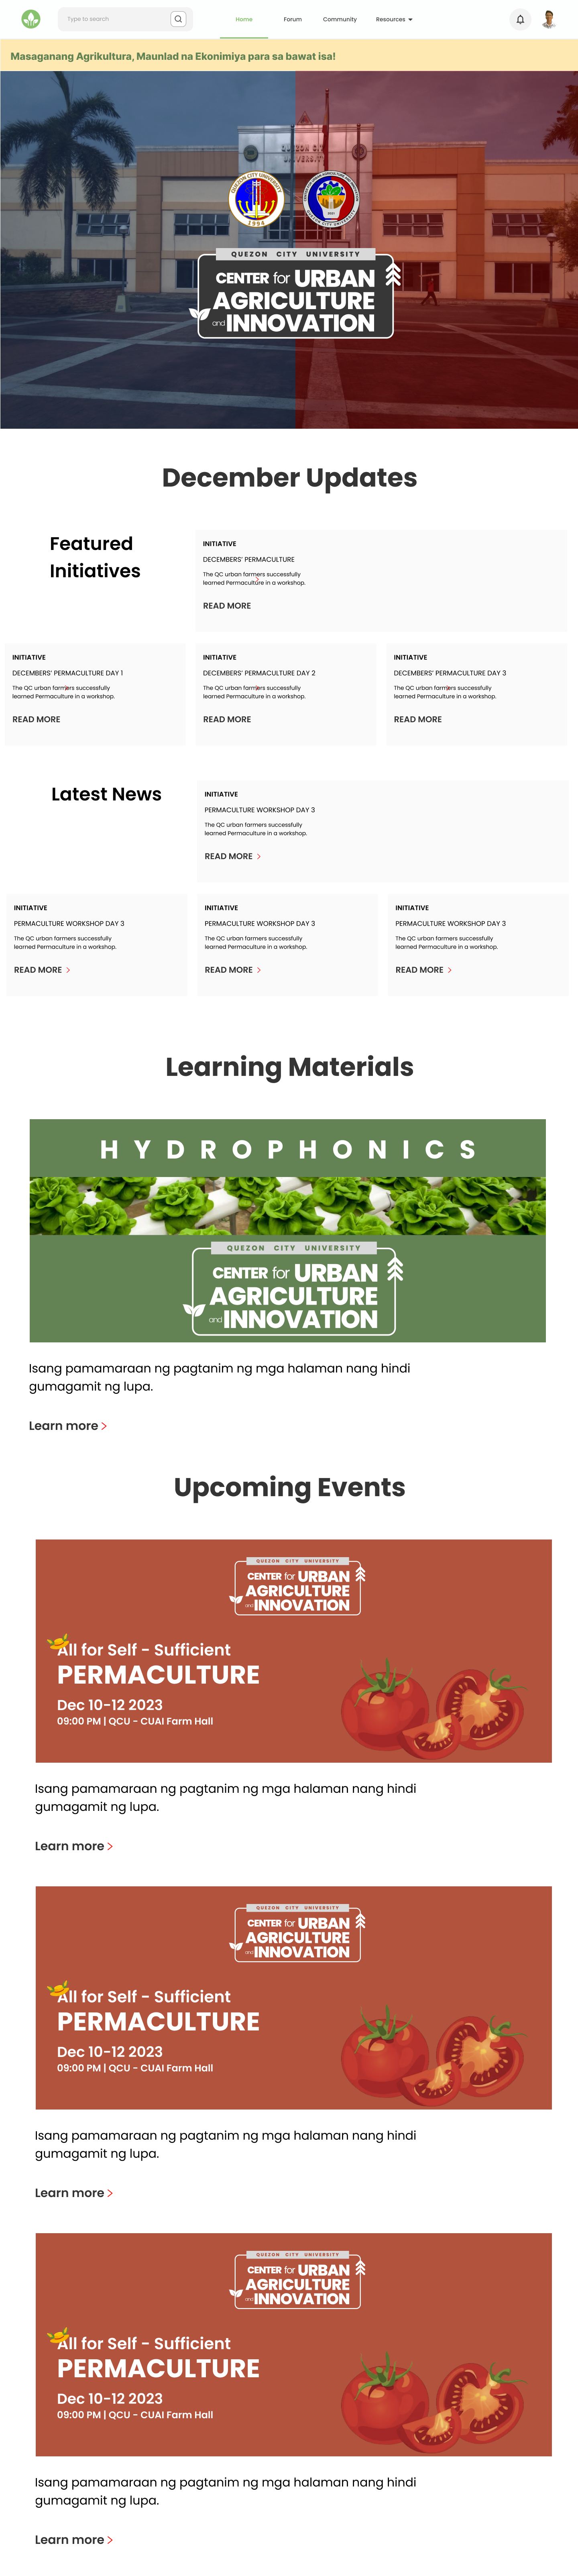 Type to search
Home
Forum
Community
Resources
Masaganang Agrikultura, Maunlad na Ekonimiya para sa bawat isa!
QUEZON CITY
UNIVERSITY
QUEZON CITY UNIVERSITY
1994
QUEZON CITY UNIVERSITY
CENTER for URBAN
AGRICULTURE
and INNOVATION
December Updates
Featured
Initiatives
INITIATIVE
DECEMBERS' PERMACULTURE
The QC urban farmers successfully
learned Permaculture in a workshop.
READ MORE
INITIATIVE
DECEMBERS' PERMACULTURE DAY 1
The QC urban farmers successfully
learned Permaculture in a workshop.
READ MORE
INITIATIVE
DECEMBERS' PERMACULTURE DAY 2
The QC urban farmers successfully
learned Permaculture in a workshop.
READ MORE
INITIATIVE
DECEMBERS' PERMACULTURE DAY 3
The QC urban farmers successfully
learned Permaculture in a workshop.
READ MORE
Latest News
INITIATIVE
PERMACULTURE WORKSHOP DAY 3
The QC urban farmers successfully
learned Permaculture in a workshop.
READ MORE
INITIATIVE
PERMACULTURE WORKSHOP DAY 3
The QC urban farmers successfully
learned Permaculture in a workshop.
READ MORE
INITIATIVE
PERMACULTURE WORKSHOP DAY 3
The QC urban farmers successfully
learned Permaculture in a workshop.
READ MORE
INITIATIVE
PERMACULTURE WORKSHOP DAY 3
The QC urban farmers successfully
learned Permaculture in a workshop.
READ MORE
Learning Materials
HYDROPHONICS
QUEZON CITY UNIVERSITY
CENTER for URBAN
AGRICULTURE
and INNOVATION
Isang pamamaraan ng pagtanim ng mga halaman nang hindi
gumagamit ng lupa.
Learn more
Upcoming Events
QUEZON CITY UNIVERSITY
CENTER for URBAN
AGRICULTURE
and INNOVATION
All for Self - Sufficient
PERMACULTURE
Dec 10-12 2023
09:00 PM | QCU - CUAI Farm Hall
Isang pamamaraan ng pagtanim ng mga halaman nang hindi
gumagamit ng lupa.
Learn more
QUEZON CITY UNIVERSITY
CENTER for URBAN
AGRICULTURE
and INNOVATION
All for Self - Sufficient
PERMACULTURE
Dec 10-12 2023
09:00 PM | QCU - CUAI Farm Hall
Isang pamamaraan ng pagtanim ng mga halaman nang hindi
gumagamit ng lupa.
Learn more
QUEZON CITY UNIVERSITY
CENTER for URBAN
AGRICULTURE
and INNOVATION
All for Self - Sufficient
PERMACULTURE
Dec 10-12 2023
09:00 PM | QCU - CUAI Farm Hall
Isang pamamaraan ng pagtanim ng mga halaman nang hindi
gumagamit ng lupa.
Learn more